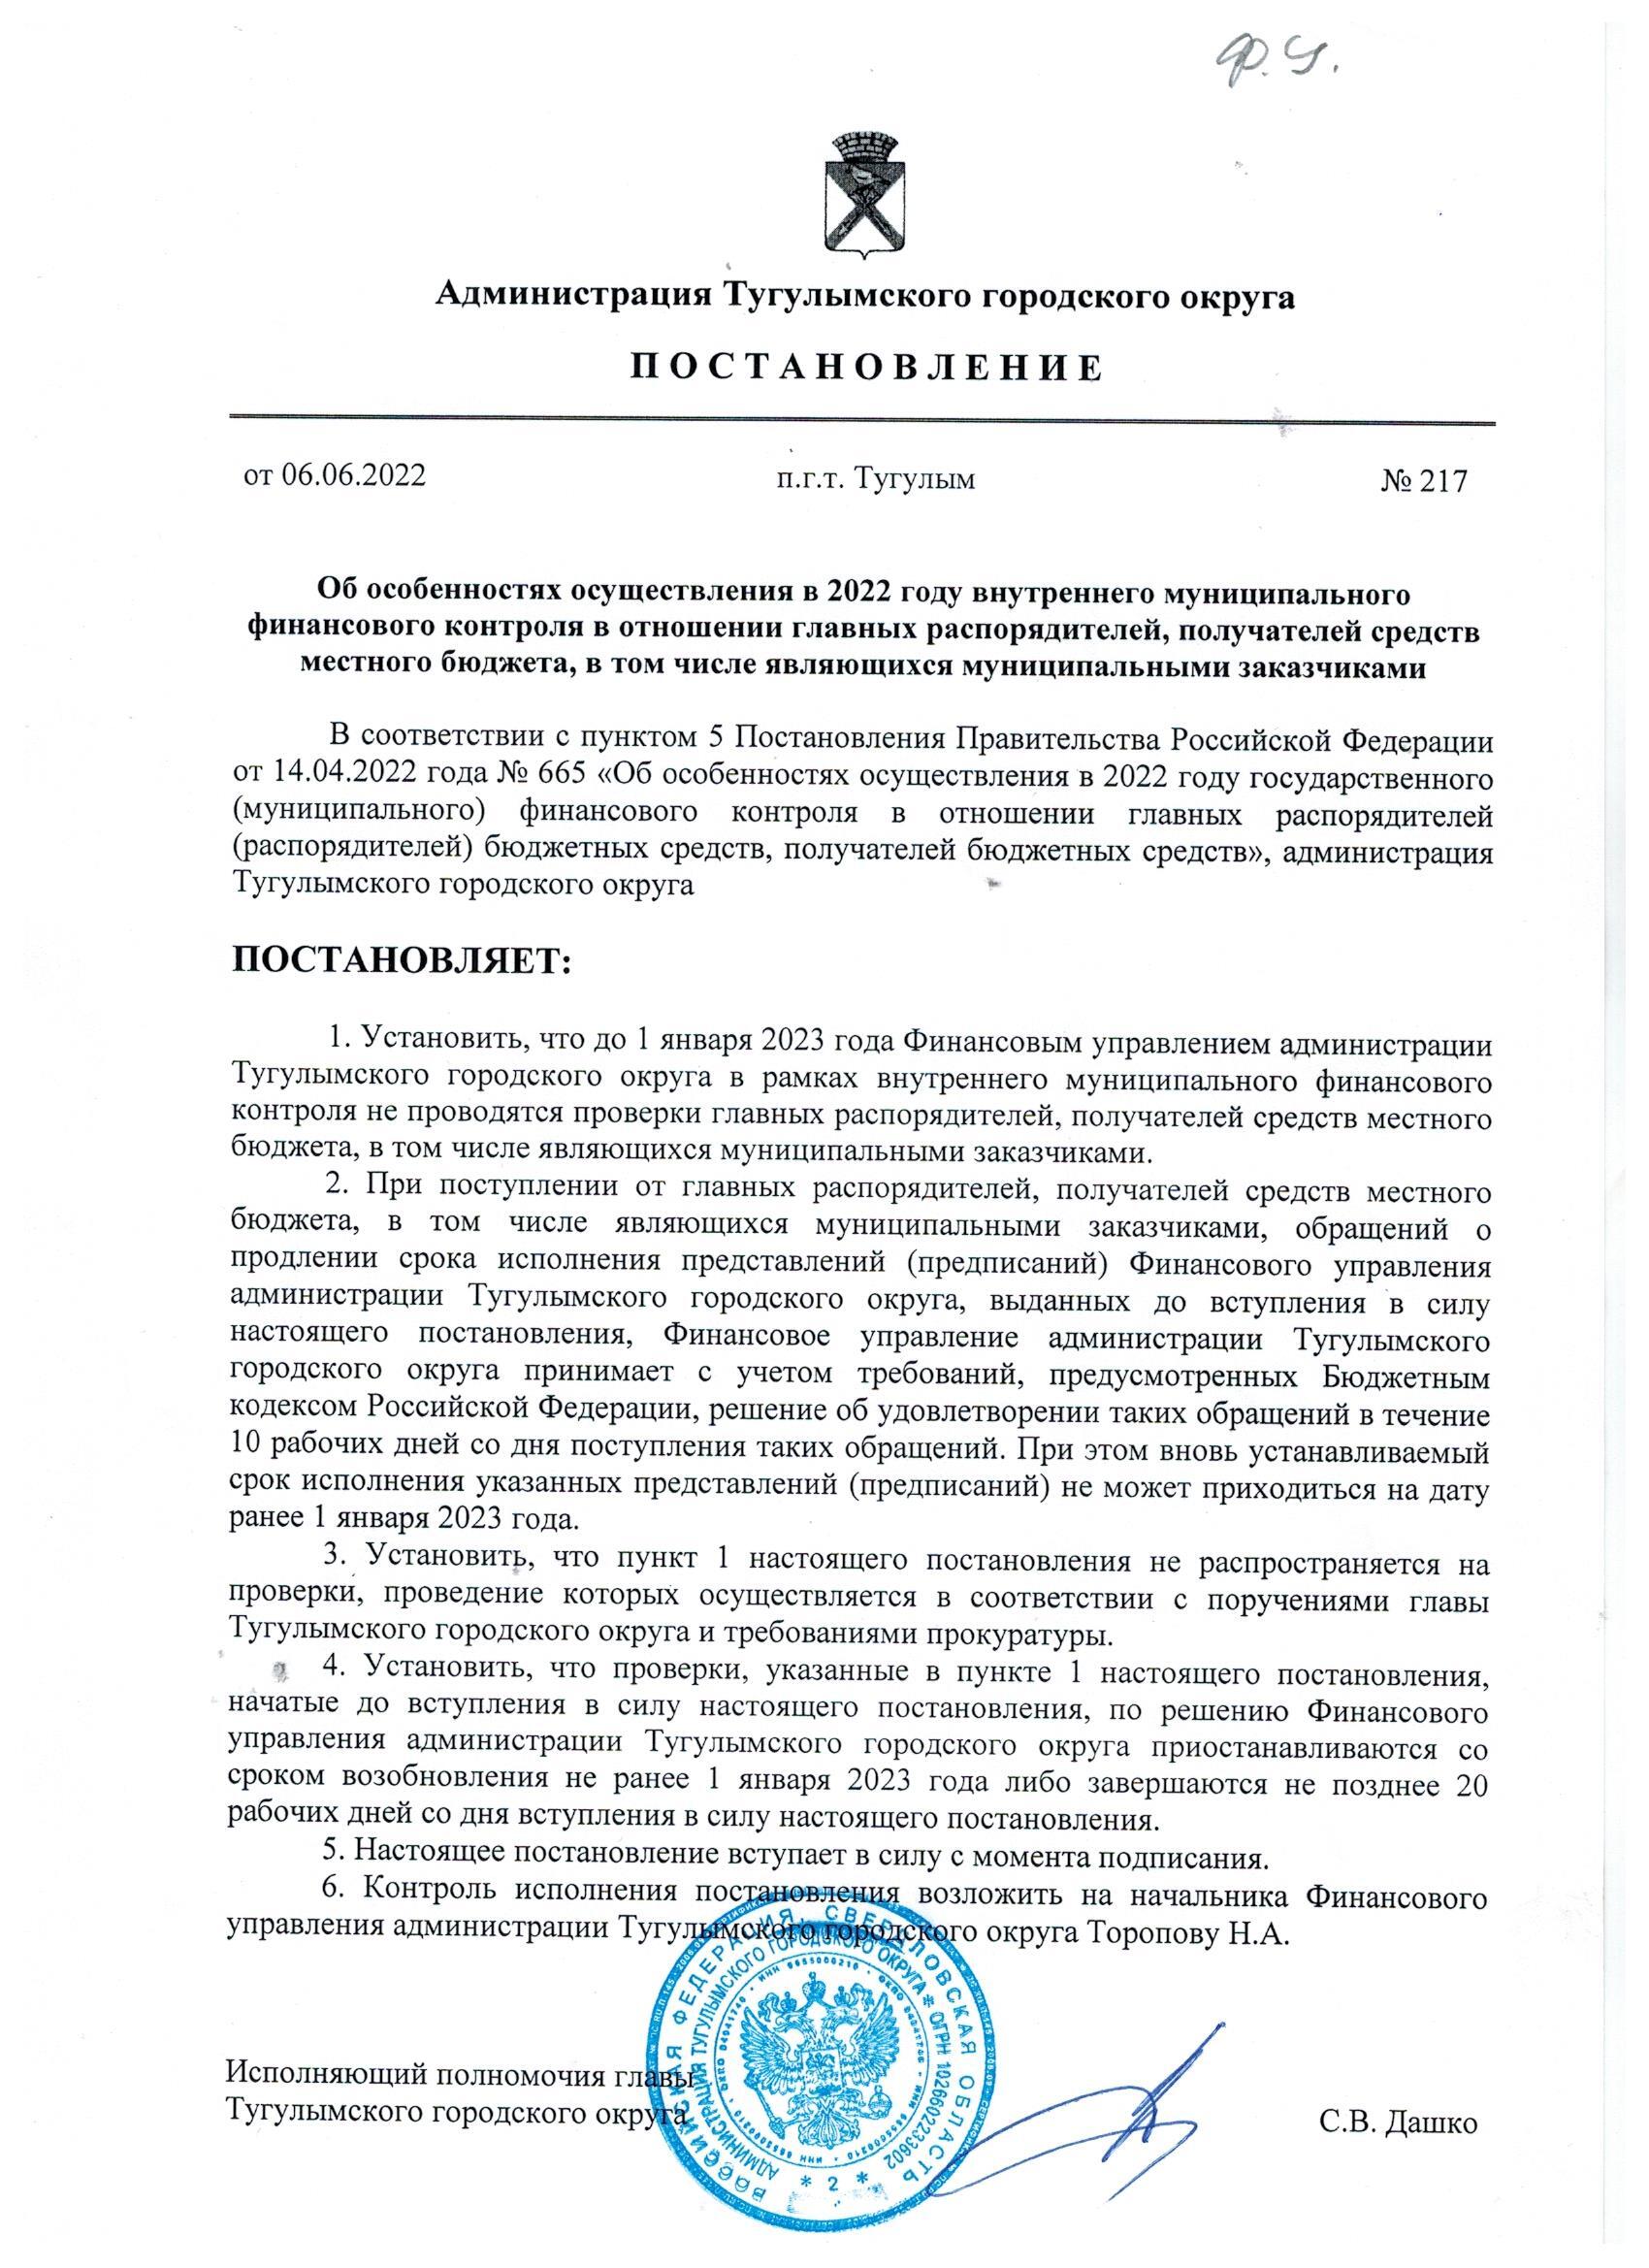 Ф.У.
Администрация Тугулымского городского округа
ПОСТАНОВЛЕНИЕ
от 06.06.2022 п.г.т. Тугулым № 217
Об особенностях осуществления в 2022 году внутреннего муниципального
финансового контроля в отношении главных распорядителей, получателей средств
местного бюджета, в том числе являющихся муниципальными заказчиками
В соответствии с пунктом 5 Постановления Правительства Российской Федерации
от 14.04.2022 года № 665 «Об особенностях осуществления в 2022 году государственного
(муниципального) финансового контроля в отношении главных распорядителей
(распорядителей) бюджетных средств, получателей бюджетных средств», администрация
Тугулымского городского округа
ПОСТАНОВЛЯЕТ:
1. Установить, что до 1 января 2023 года Финансовым управлением администрации
Тугулымского городского округа в рамках внутреннего муниципального финансового
контроля не проводятся проверки главных распорядителей, получателей средств местного
бюджета, в том числе являющихся муниципальными заказчиками.
2. При поступлении от главных распорядителей, получателей средств местного
бюджета, в том числе являющихся муниципальными заказчиками, обращений о
продлении срока исполнения представлений (предписаний) Финансового управления
администрации Тугулымского городского округа, выданных до вступления в силу
настоящего постановления, Финансовое управление администрации Тугулымского
городского округа принимает с учетом требований, предусмотренных Бюджетным
кодексом Российской Федерации, решение об удовлетворении таких обращений в течение
10 рабочих дней со дня поступления таких обращений. При этом вновь устанавливаемый
срок исполнения указанных представлений (предписаний) не может приходиться на дату
ранее 1 января 2023 года.
3. Установить, что пункт 1 настоящего постановления не распространяется на
проверки, проведение которых осуществляется в соответствии с поручениями главы
Тугулымского городского округа и требованиями прокуратуры.
4. Установить, что проверки, указанные в пункте 1 настоящего постановления,
начатые до вступления в силу настоящего постановления, по решению Финансового
управления администрации Тугулымского городского округа приостанавливаются со
сроком возобновления не ранее 1 января 2023 года либо завершаются не позднее 20
рабочих дней со дня вступления в силу настоящего постановления.
5. Настоящее постановление вступает в силу с момента подписания.
6. Контроль исполнения постановления возложить на начальника Финансового
управления администрации Тугулымского городского округа Торопову Н.А.
РОССИЙСКАЯ ФЕДЕРАЦИЯ, СВЕРДЛОВСКАЯ ОБЛАСТЬ
АДМИНИСТРАЦИЯ ТУГУЛЫМСКОГО ГОРОДСКОГО ОКРУГА * ОГРН 1026602233602
* 2 *
Исполняющий полномочия главы
Тугулымского городского округа С.В. Дашко